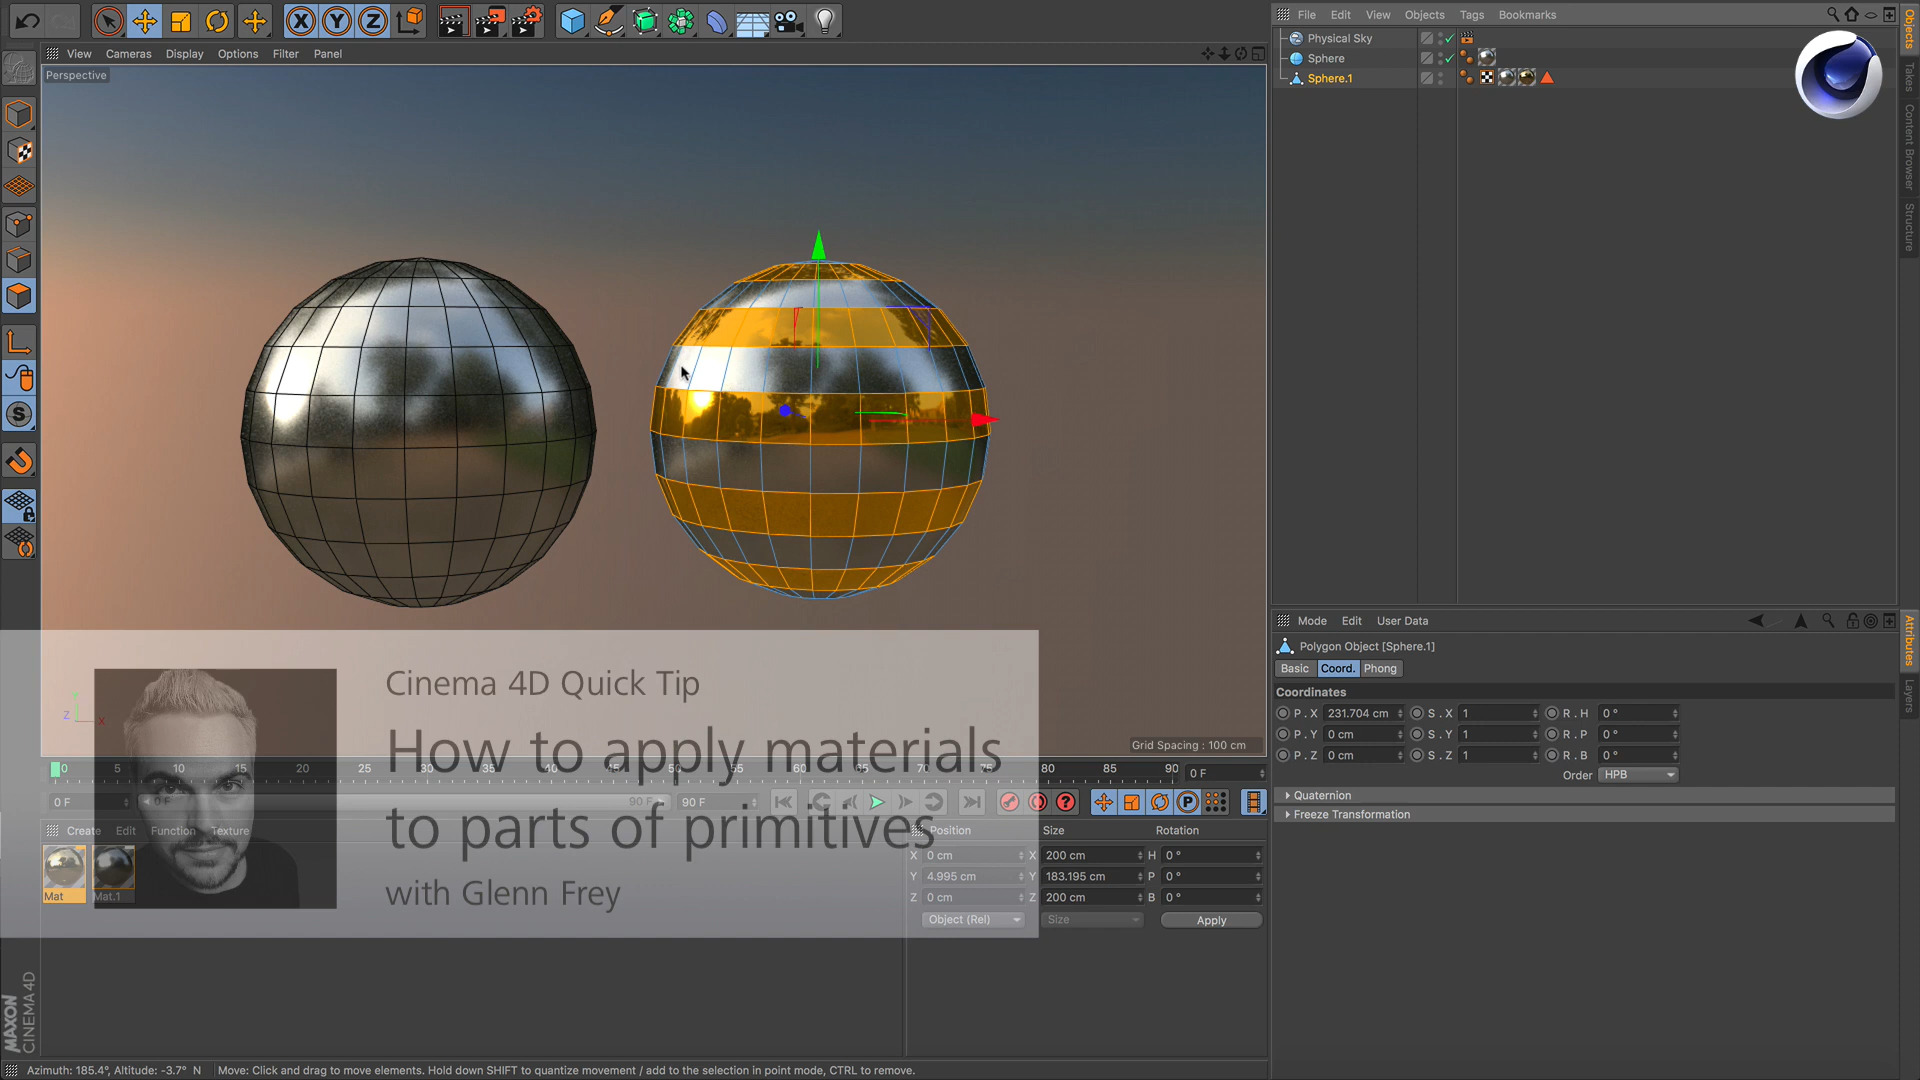 File Edit View Objects Tags Bookmarks
View Cameras Display Options Filter Panel
Perspective
Physical Sky
Sphere
Sphere.1
Objects
Takes
Content Browser
Structure
Mode Edit User Data
Polygon Object [Sphere.1]
Basic Coord. Phong
Coordinates
P . X 231.704 cm S . X 1 R . H 0 °
P . Y 0 cm S . Y 1 R . P 0 °
P . Z 0 cm S . Z 1 R . B 0 °
Order HPB
Quaternion
Freeze Transformation
Attributes
Layers
Cinema 4D Quick Tip
How to apply materials
to parts of primitives
with Glenn Frey
Z X
Grid Spacing : 100 cm
0 5 10 15 20 25 30 35 40 45 50 55 60 65 70 75 80 85 90 0 F
0 F 0 F 90 F 90 F
Create Edit Function Texture
Mat Mat.1
Position Size Rotation
X 0 cm X 200 cm H 0 °
Y 4.995 cm Y 183.195 cm P 0 °
Z 0 cm Z 200 cm B 0 °
Object (Rel) Size Apply
MAXON
CINEMA 4D
Azimuth: 185.4°, Altitude: -3.7° N Move: Click and drag to move elements. Hold down SHIFT to quantize movement / add to the selection in point mode, CTRL to remove.